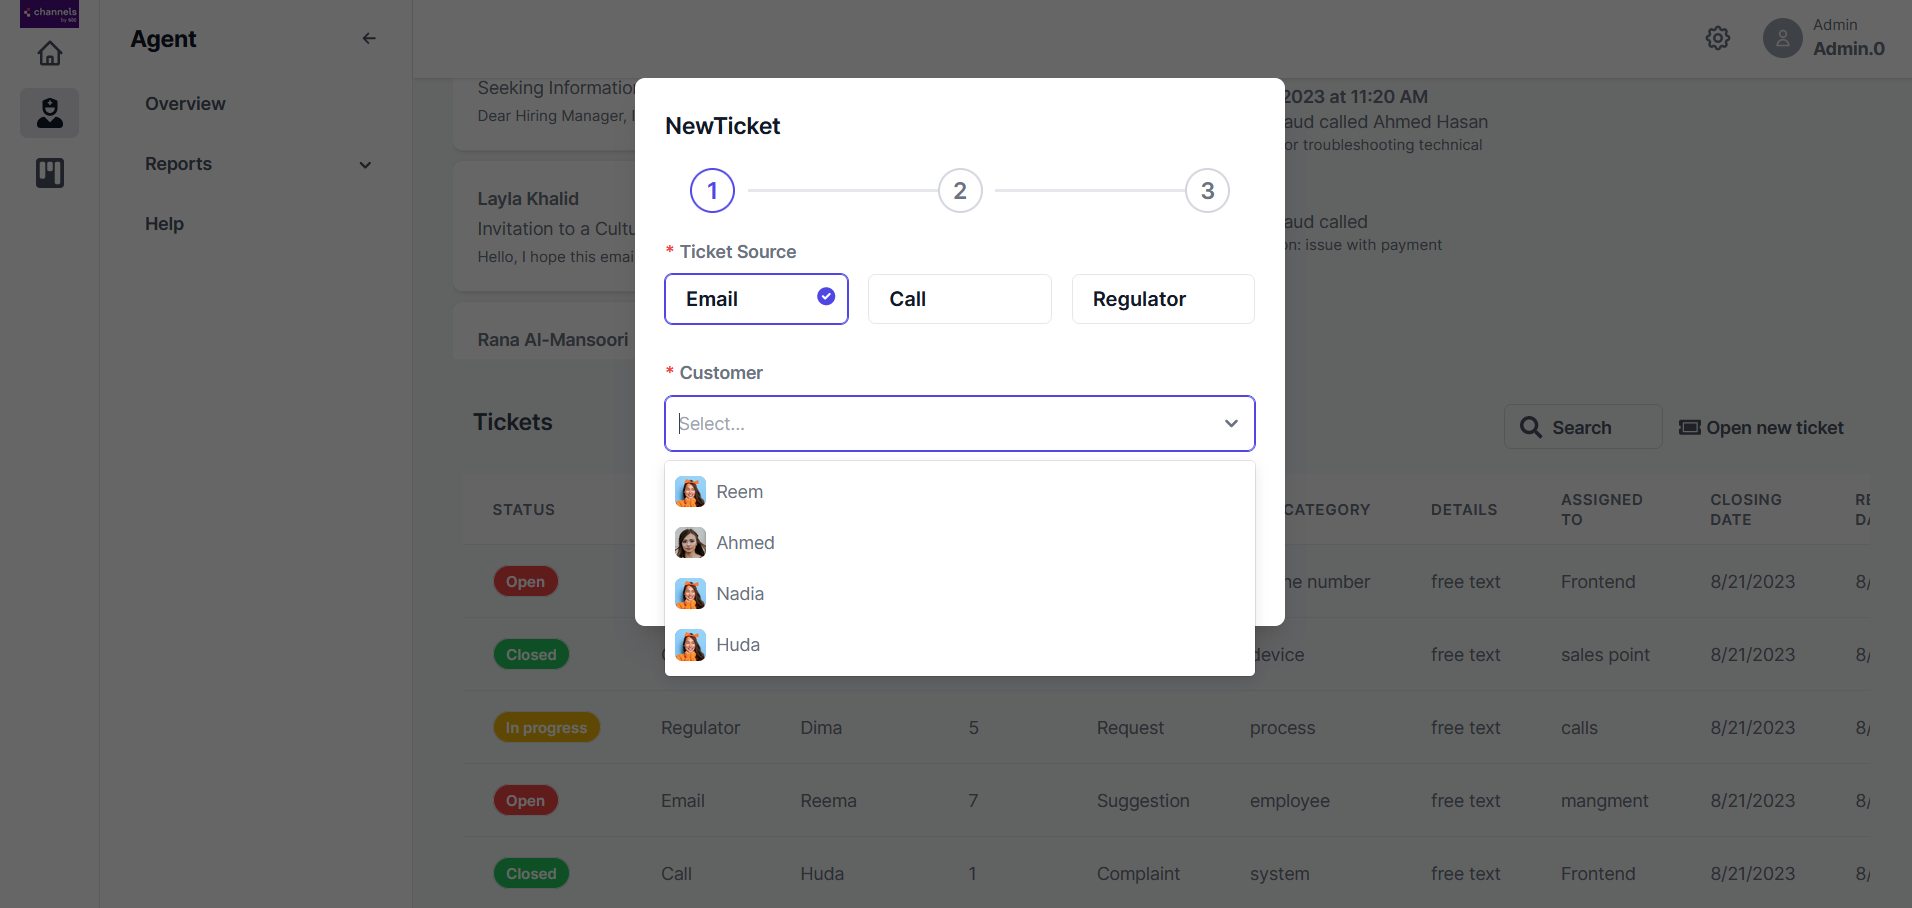 channels
Agent
Overview
Reports
Help
Admin
Admin.0
Seeking Informatio
Dear Hiring Manager,
Layla Khalid
Invitation to a Cultu
Hello, I hope this emai
Rana Al-Mansoori
2023 at 11:20 AM
aud called Ahmed Hasan
or troubleshooting technical
aud called
on: issue with payment
NewTicket
1
2
3
* Ticket Source
Email
Call
Regulator
* Customer
Select...
Reem
Ahmed
Nadia
Huda
Tickets
Search
Open new ticket
STATUS CATEGORY DETAILS ASSIGNED TO CLOSING DATE
Open ne number free text Frontend 8/21/2023 8/
Closed device free text sales point 8/21/2023 8/
In progress Regulator Dima 5 Request process free text calls 8/21/2023 8/
Open Email Reema 7 Suggestion employee free text mangment 8/21/2023 8/
Closed Call Huda 1 Complaint system free text Frontend 8/21/2023 8/